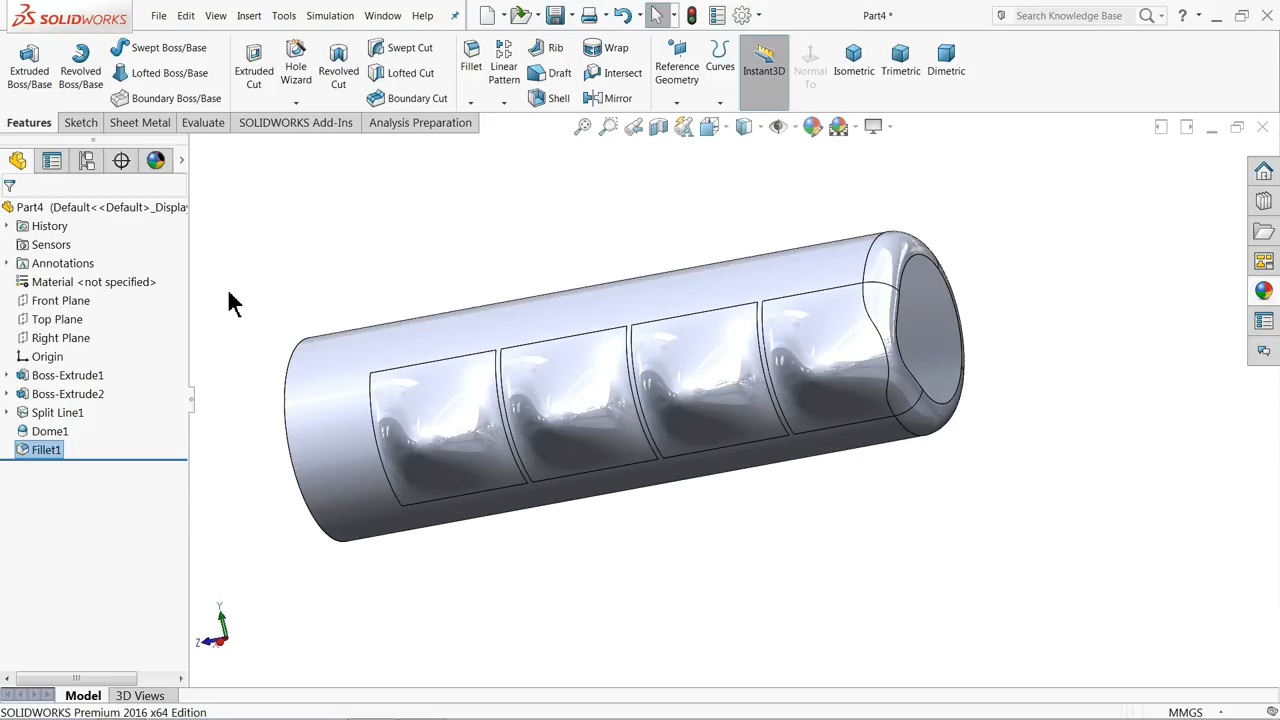 SOLIDWORKS
File Edit View Insert Tools Simulation Window Help
Part4 *
Search Knowledge Base
?
Extruded Boss/Base
Revolved Boss/Base
Swept Boss/Base
Lofted Boss/Base
Boundary Boss/Base
Extruded Cut
Hole Wizard
Revolved Cut
Swept Cut
Lofted Cut
Boundary Cut
Fillet
Linear Pattern
Rib
Draft
Shell
Wrap
Intersect
Mirror
Reference Geometry
Curves
Instant3D
Normal To
Isometric
Trimetric
Dimetric
Features Sketch Sheet Metal Evaluate SOLIDWORKS Add-Ins Analysis Preparation
Part4 (Default<<Default>_Displa
History
Sensors
Annotations
Material <not specified>
Front Plane
Top Plane
Right Plane
Origin
Boss-Extrude1
Boss-Extrude2
Split Line1
Dome1
Fillet1
Y
Z
Model 3D Views
SOLIDWORKS Premium 2016 x64 Edition
MMGS